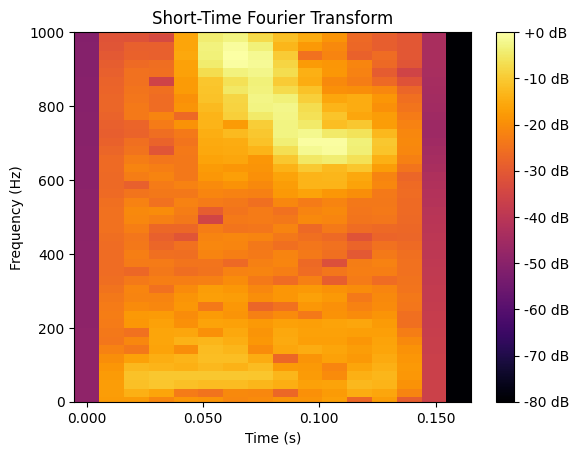 Short-Time Fourier Transform
1000
800
600
400
200
0
Frequency (Hz)
0.000
0.050
0.100
0.150
Time (s)
+0 dB
-10 dB
-20 dB
-30 dB
-40 dB
-50 dB
-60 dB
-70 dB
-80 dB